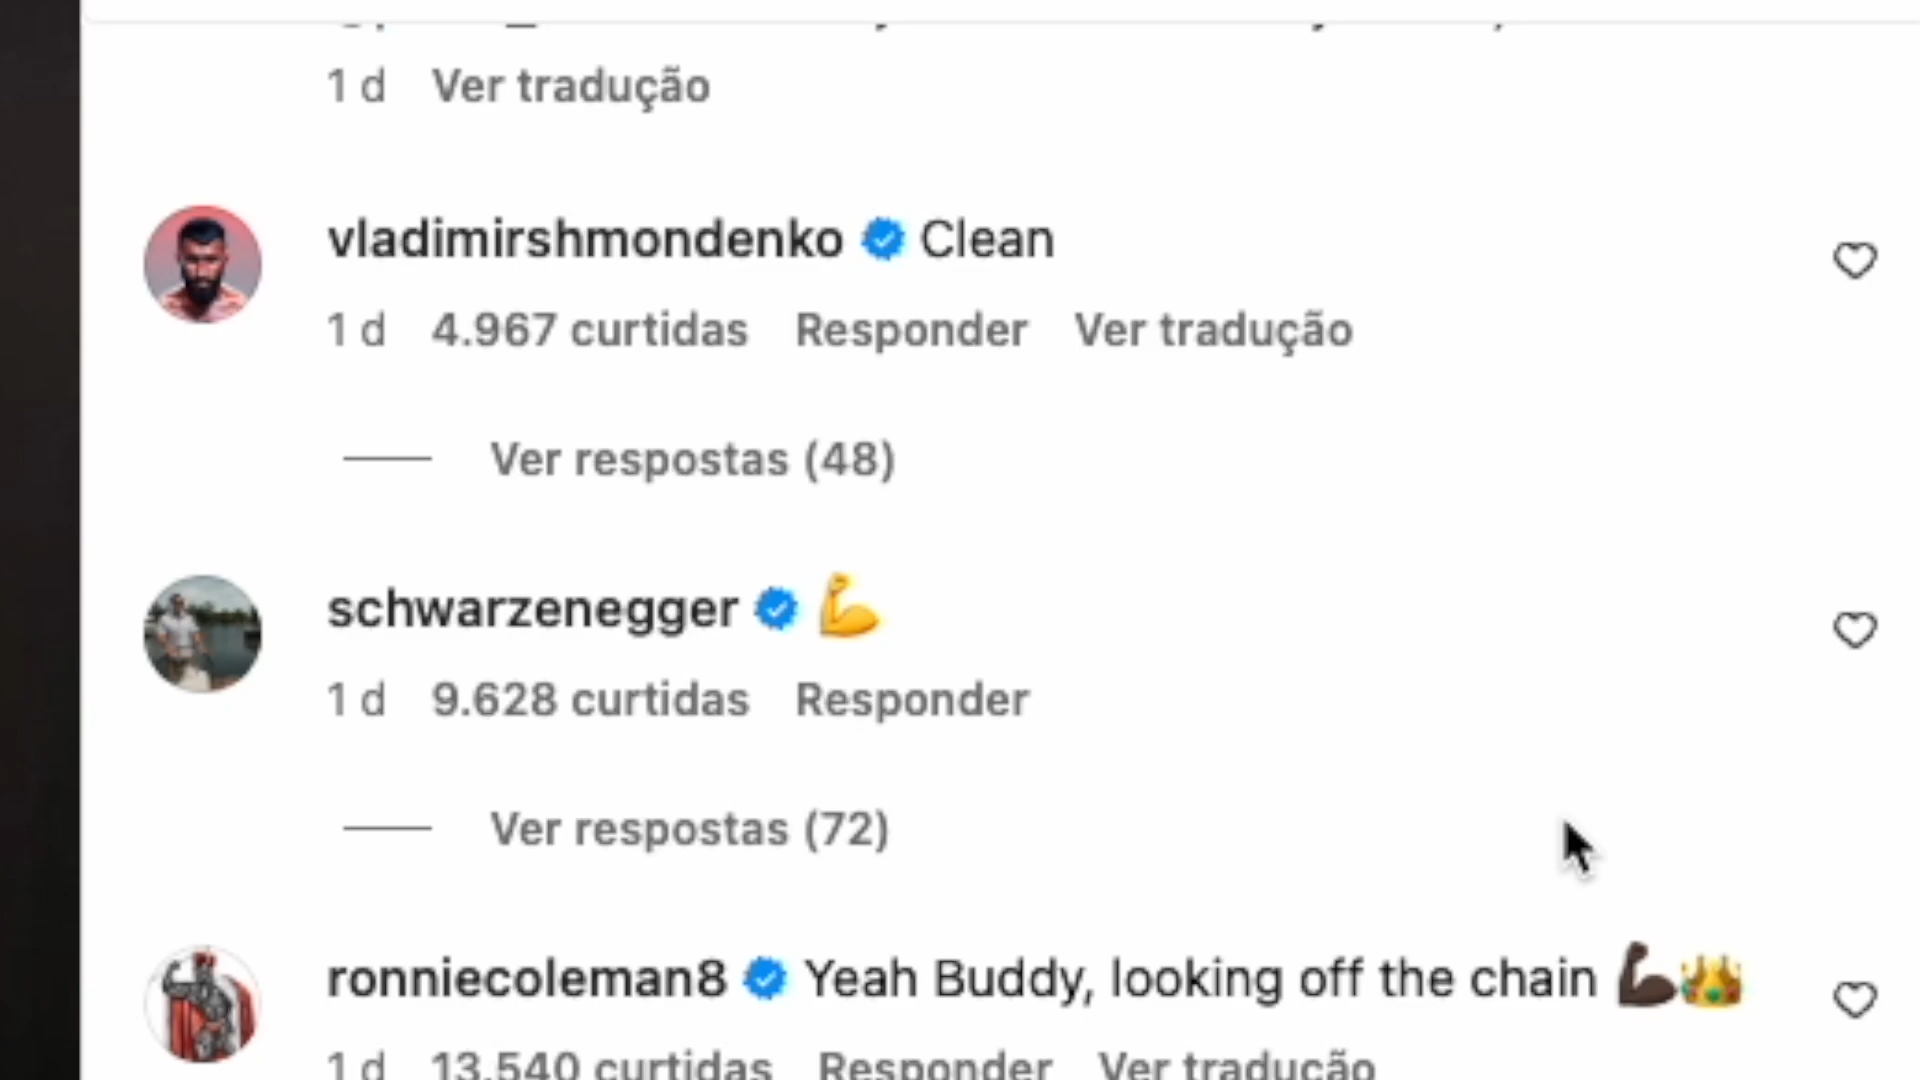 1 d Ver tradução
vladimirshmondenko Clean
1 d 4.967 curtidas Responder Ver tradução
Ver respostas (48)
schwarzenegger 💪
1 d 9.628 curtidas Responder
Ver respostas (72)
ronniecoleman8 Yeah Buddy, looking off the chain 💪🏿👑
1 d 13.540 curtidas Responder Ver tradução